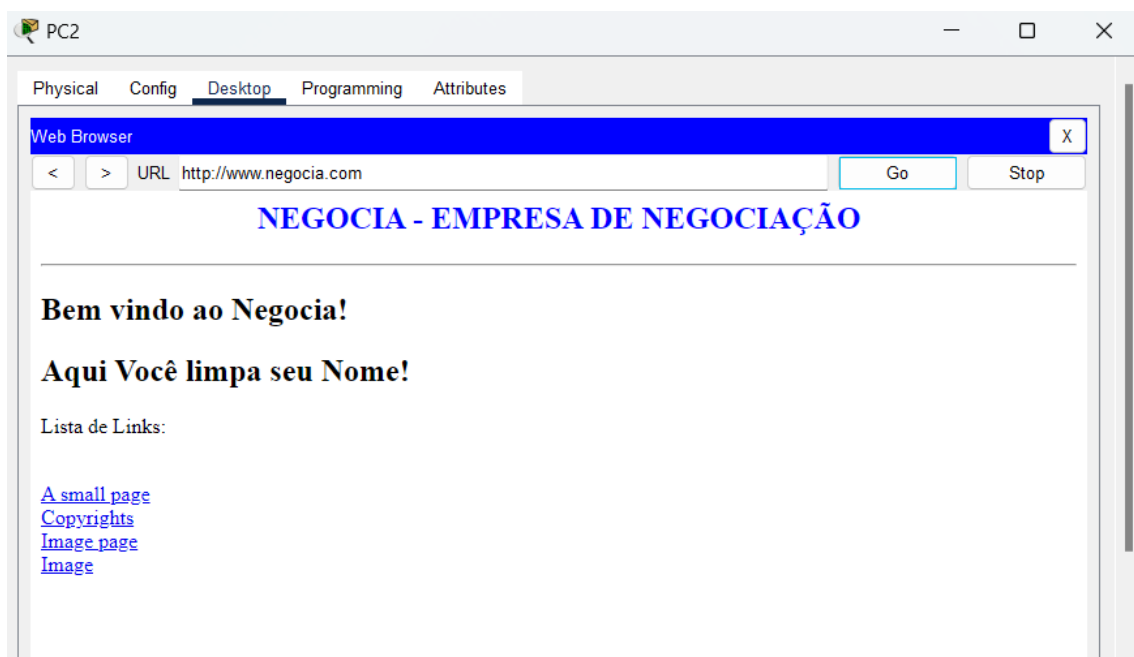 PC2
Physical Config Desktop Programming Attributes
Web Browser X
< > URL http://www.negocia.com Go Stop
NEGOCIA - EMPRESA DE NEGOCIAÇÃO
Bem vindo ao Negocia!
Aqui Você limpa seu Nome!
Lista de Links:
A small page
Copyrights
Image page
Image